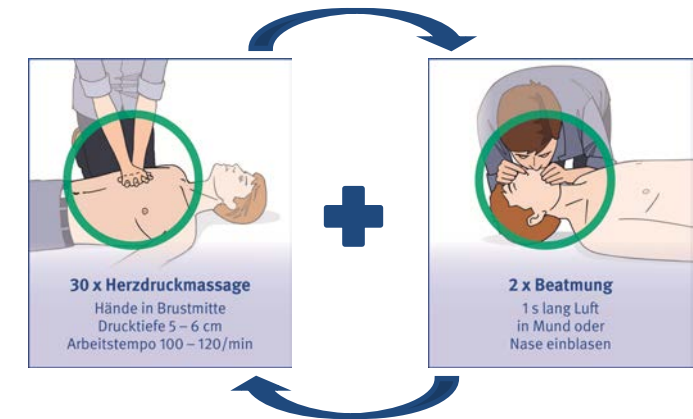 30 x Herzdruckmassage
Hände in Brustmitte
Drucktiefe 5 – 6 cm
Arbeitstempo 100 – 120/min
2 x Beatmung
1 s lang Luft
in Mund oder
Nase einblasen